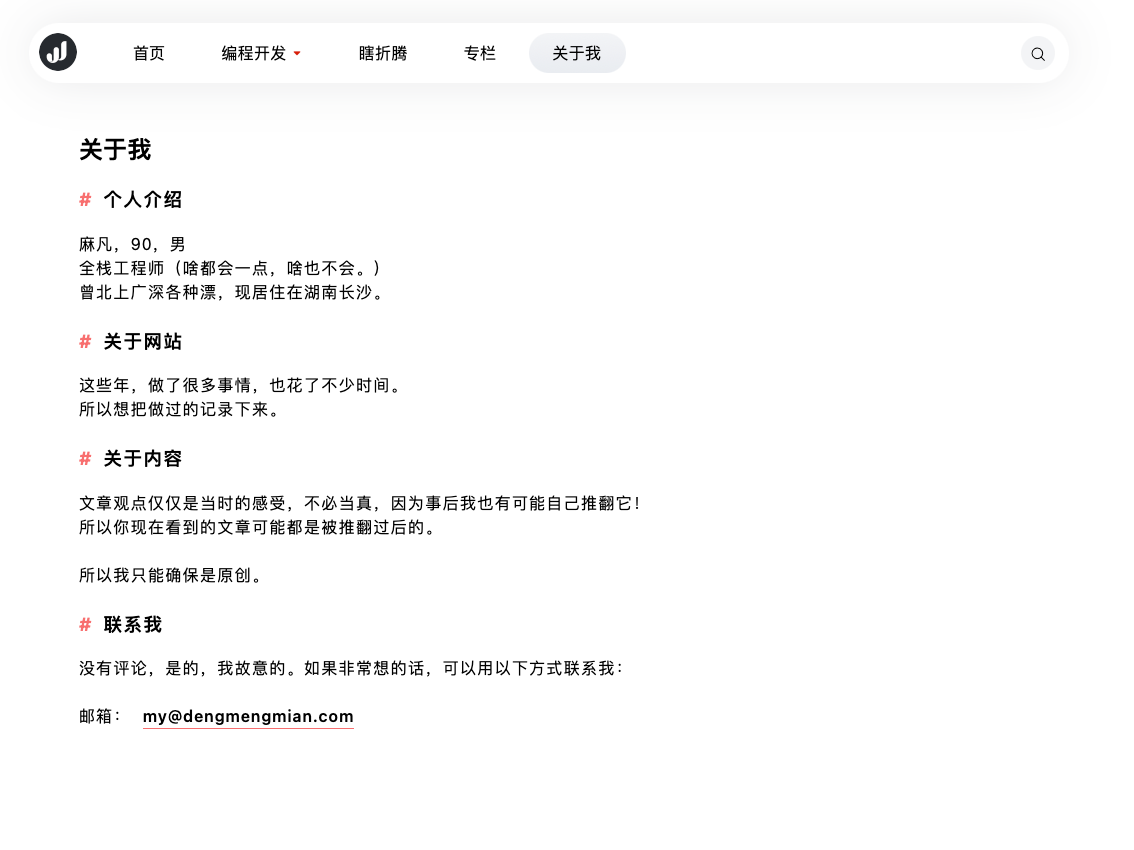 首页
编程开发
瞎折腾
专栏
关于我
关于我
# 个人介绍
麻凡，90，男
全栈工程师（啥都会一点，啥也不会。）
曾北上广深各种漂，现居住在湖南长沙。
# 关于网站
这些年，做了很多事情，也花了不少时间。
所以想把做过的记录下来。
# 关于内容
文章观点仅仅是当时的感受，不必当真，因为事后我也有可能自己推翻它！
所以你现在看到的文章可能都是被推翻过后的。
所以我只能确保是原创。
# 联系我
没有评论，是的，我故意的。如果非常想的话，可以用以下方式联系我：
邮箱： my@dengmengmian.com